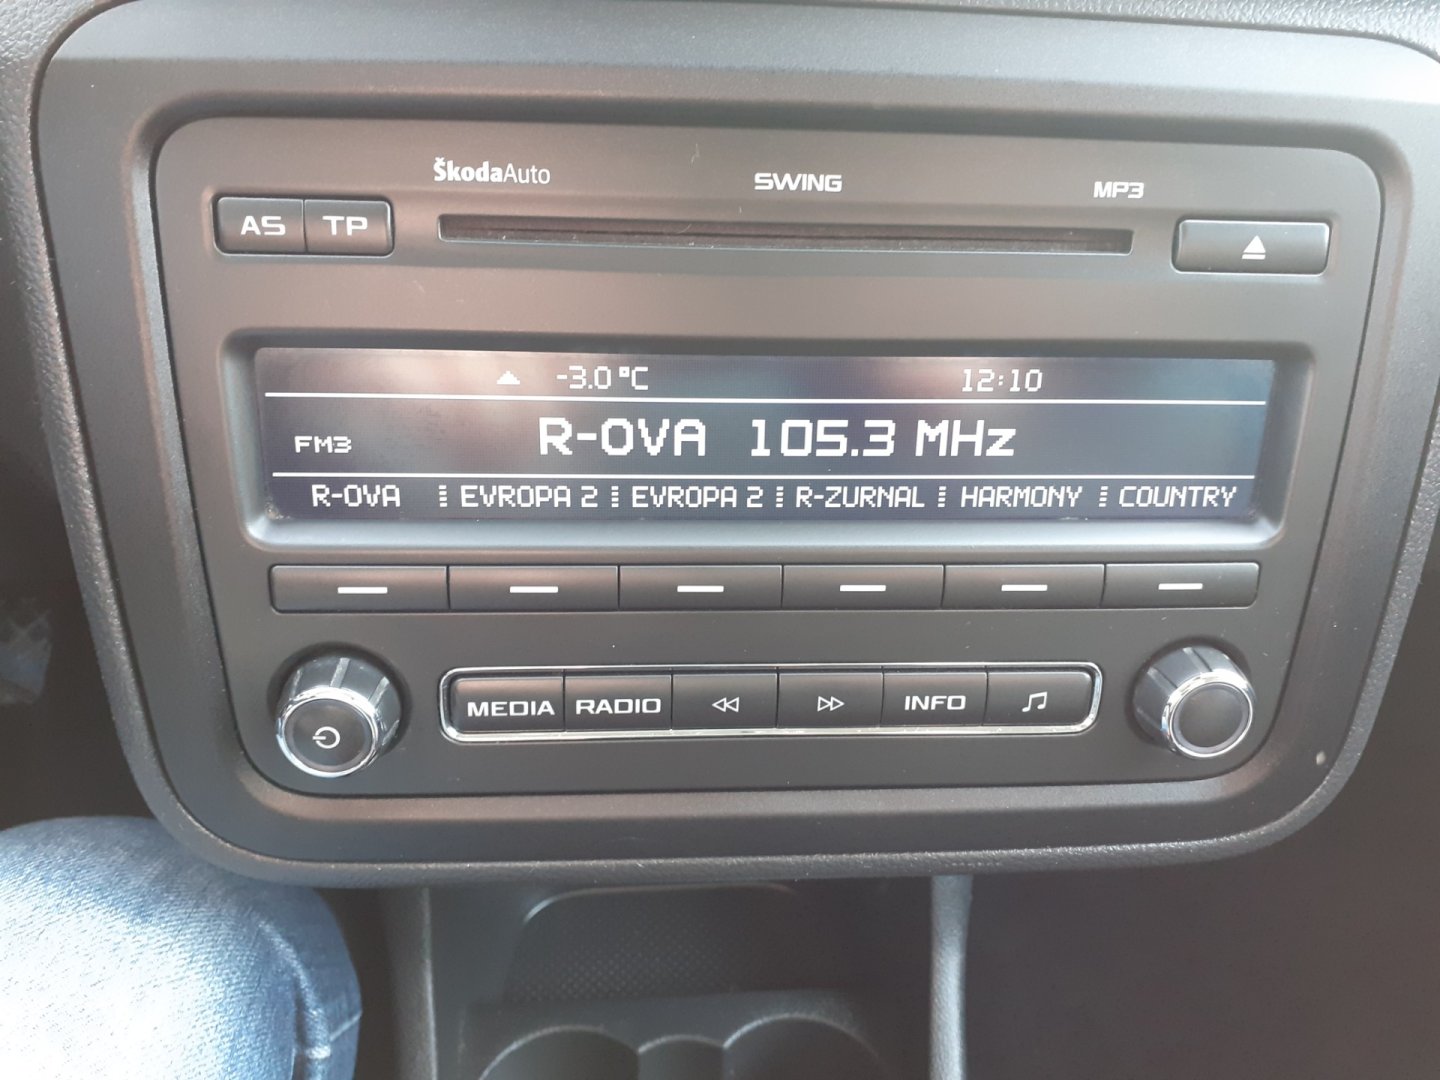 ŠkodaAuto SWING MP3
AS TP
-3.0°C 12:10
FM3 R-OVA 105.3 MHz
R-OVA EVROPA 2 EVROPA 2 R-ZURNAL HARMONY COUNTRY
MEDIA RADIO INFO